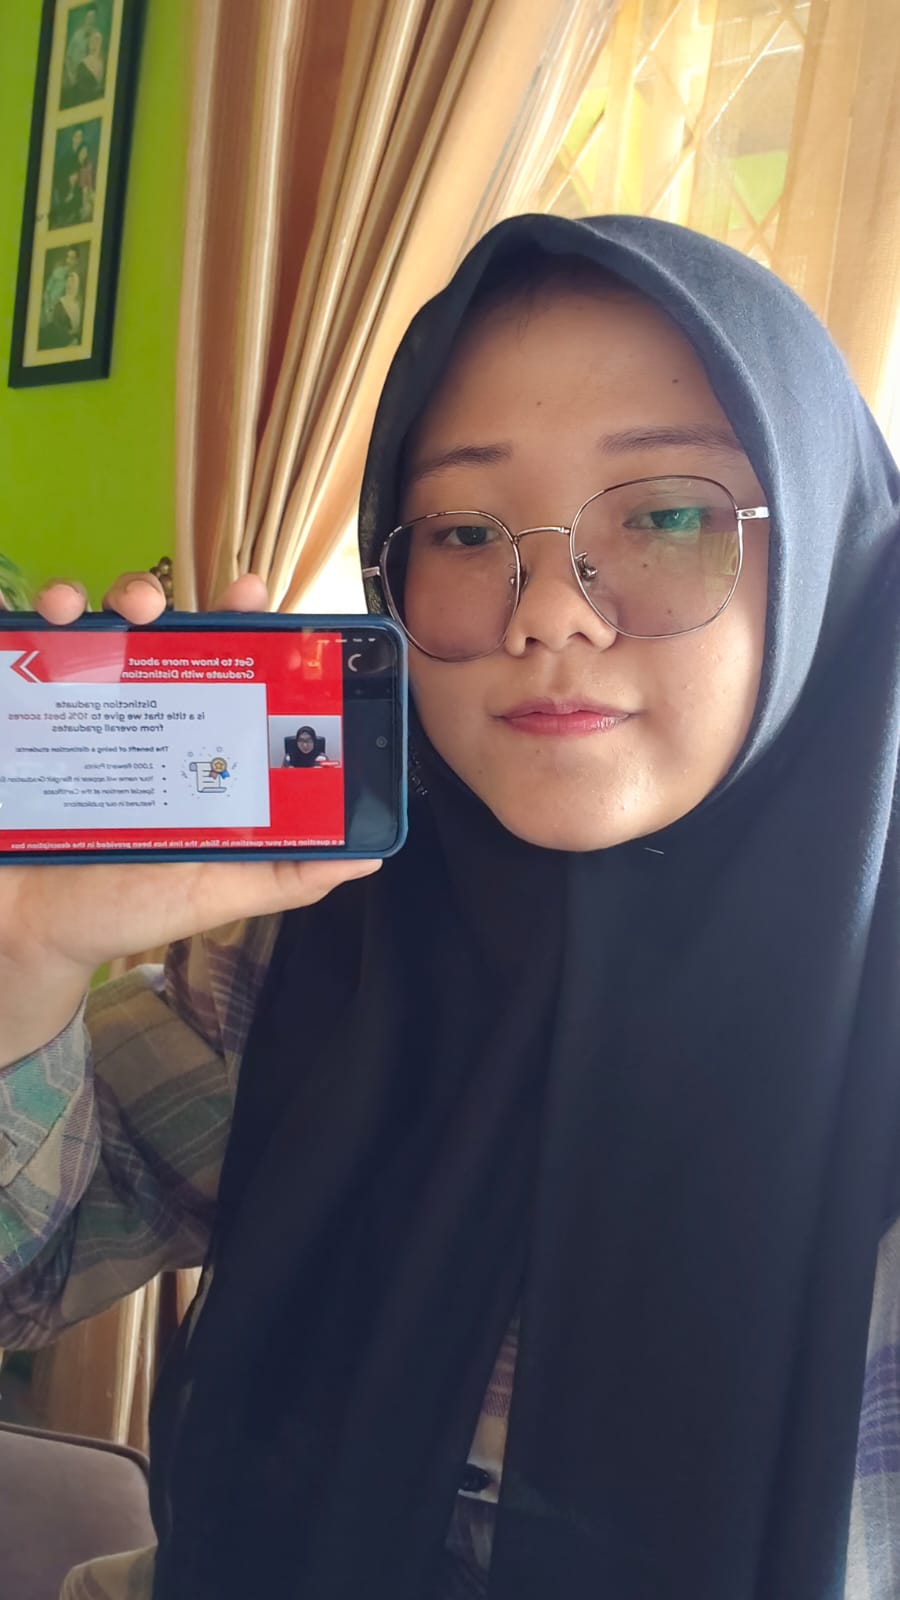 Get to know more about
Graduate with Distinction
Distinction graduate
is a title that we give to 10% best scores
from overall graduates
The benefit of being a distinction students:
2,000 Reward Points
Your name will appear in Bangkit Graduation
Special mention at the Certificate
Featured in our publications
a question put your question in Slido, the link has been provided in the description box